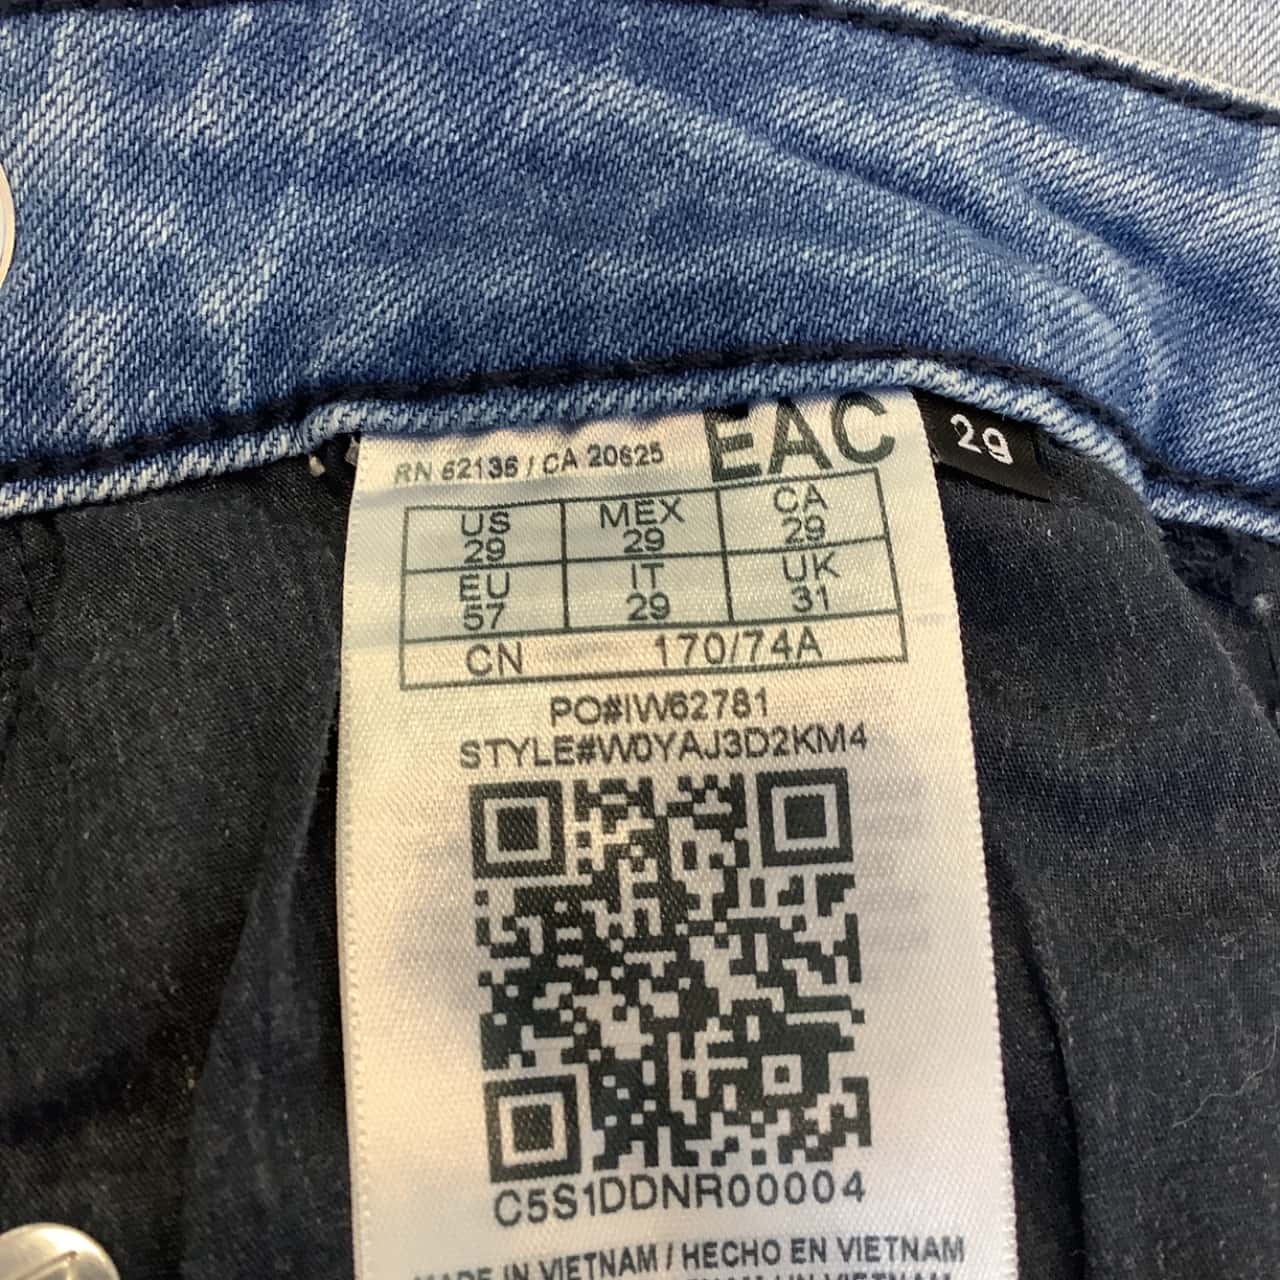 EAC
29
RN 62136 / CA 20625
US MEX CA
29 29 29
EU IT UK
57 29 31
CN 170/74A
PO#IW62781
STYLE#W0YAJ3D2KM4
C5S1DDNR00004
MADE IN VIETNAM / HECHO EN VIETNAM